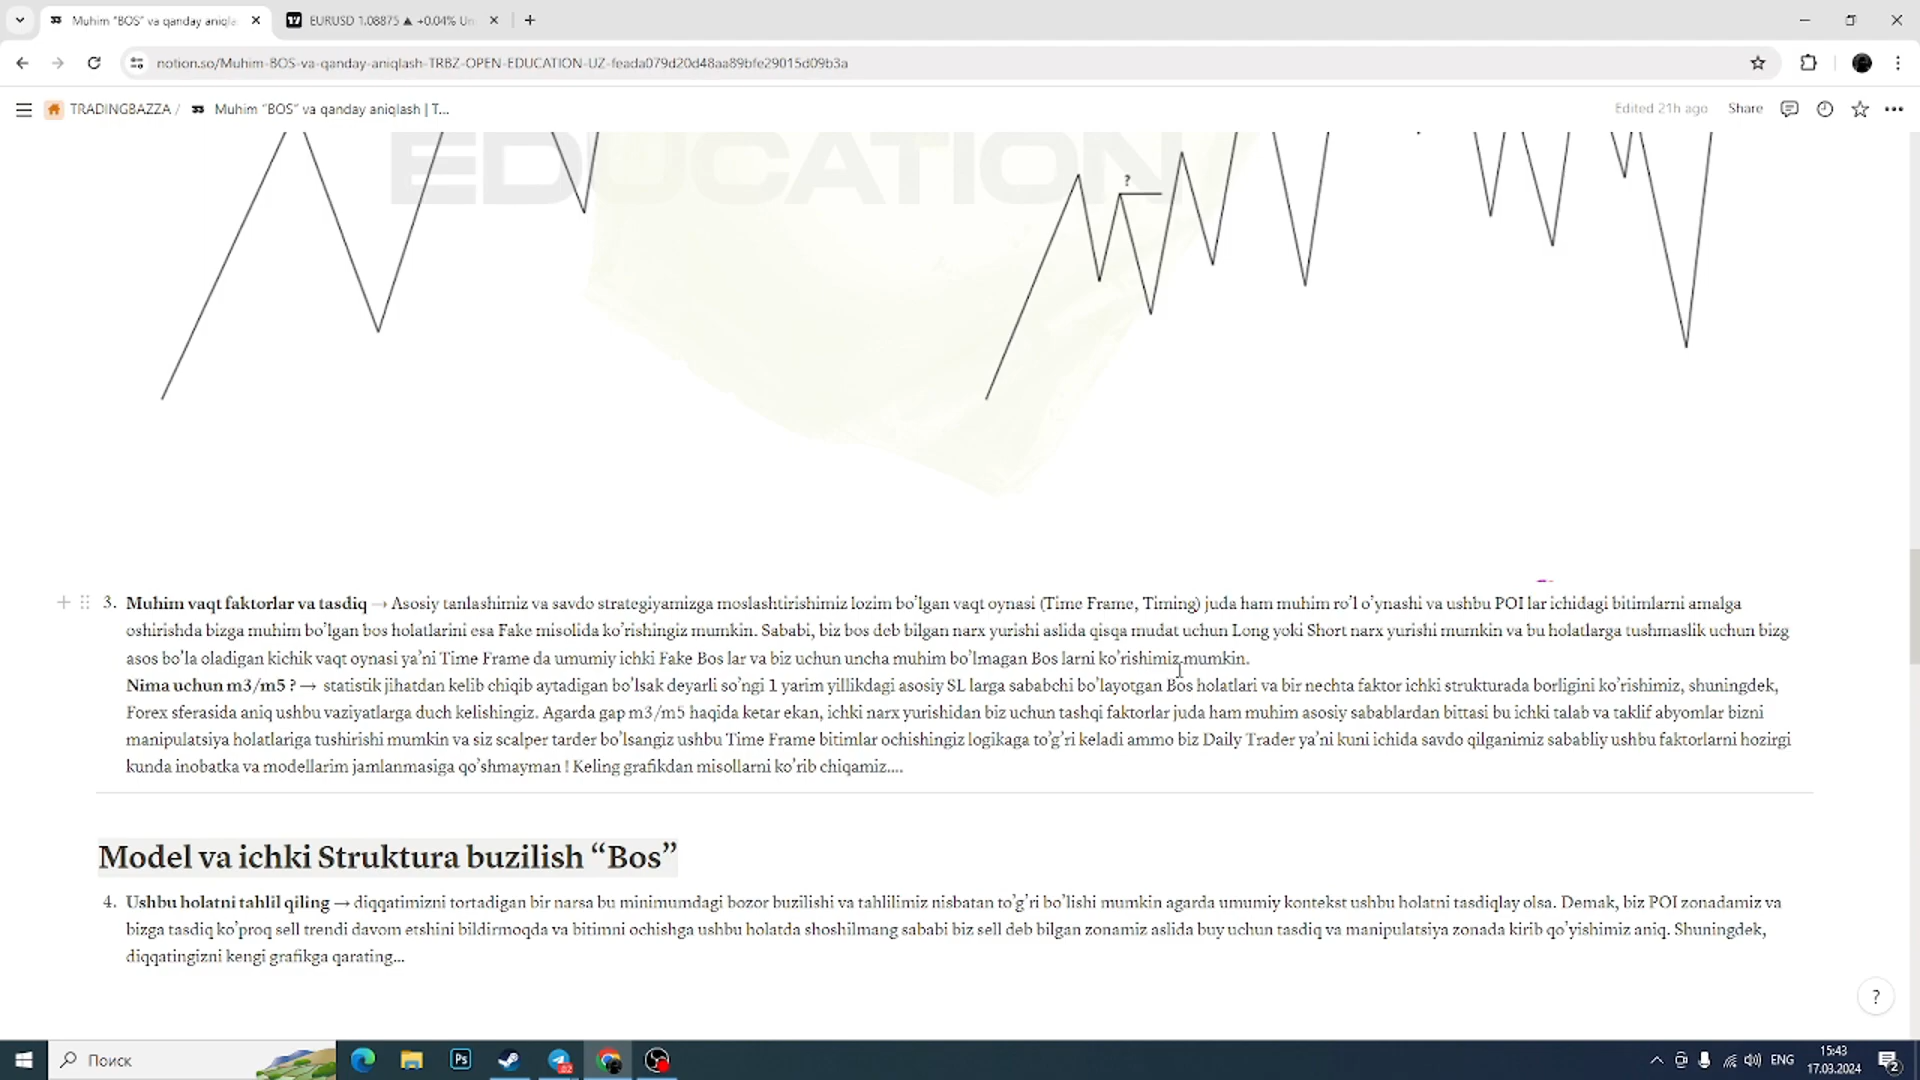 Muhim "BOS" va qanday aniqla
EURUSD 1.08875 ▲ +0.04% Un
notion.so/Muhim-BOS-va-qanday-aniqlash-TRBZ-OPEN-EDUCATION-UZ-feada079d20d48aa89bfe29015d09b3a
TRADINGBAZZA / Muhim “BOS” va qanday aniqlash | T...
Edited 21h ago Share
EDUCATION
?
3. Muhim vaqt faktorlar va tasdiq → Asosiy tanlashimiz va savdo strategiyamizga moslashtirishimiz lozim bo’lgan vaqt oynasi (Time Frame, Timing) juda ham muhim ro’l o’ynashi va ushbu POI lar ichidagi bitimlarni amalga
oshirishda bizga muhim bo’lgan bos holatlarini esa Fake misolida ko’rishingiz mumkin. Sababi, biz bos deb bilgan narx yurishi aslida qisqa mudat uchun Long yoki Short narx yurishi mumkin va bu holatlarga tushmaslik uchun bizg
asos bo’la oladigan kichik vaqt oynasi ya’ni Time Frame da umumiy ichki Fake Bos lar va biz uchun uncha muhim bo’lmagan Bos larni ko’rishimiz mumkin.
Nima uchun m3/m5 ? → statistik jihatdan kelib chiqib aytadigan bo’lsak deyarli so’ngi 1 yarim yillikdagi asosiy SL larga sababchi bo’layotgan Bos holatlari va bir nechta faktor ichki strukturada borligini ko’rishimiz, shuningdek,
Forex sferasida aniq ushbu vaziyatlarga duch kelishingiz. Agarda gap m3/m5 haqida ketar ekan, ichki narx yurishidan biz uchun tashqi faktorlar juda ham muhim asosiy sabablardan bittasi bu ichki talab va taklif abyomlar bizni
manipulatsiya holatlariga tushirishi mumkin va siz scalper tarder bo’lsangiz ushbu Time Frame bitimlar ochishingiz logikaga to’g’ri keladi ammo biz Daily Trader ya’ni kuni ichida savdo qilganimiz sababliy ushbu faktorlarni hozirgi
kunda inobatka va modellarim jamlanmasiga qo’shmayman ! Keling grafikdan misollarni ko’rib chiqamiz....
Model va ichki Struktura buzilish “Bos”
4. Ushbu holatni tahlil qiling → diqqatimizni tortadigan bir narsa bu minimumdagi bozor buzilishi va tahlilimiz nisbatan to’g’ri bo’lishi mumkin agarda umumiy kontekst ushbu holatni tasdiqlay olsa. Demak, biz POI zonadamiz va
bizga tasdiq ko’proq sell trendi davom etshini bildirmoqda va bitimni ochishga ushbu holatda shoshilmang sababi biz sell deb bilgan zonamiz aslida buy uchun tasdiq va manipulatsiya zonada kirib qo’yishimiz aniq. Shuningdek,
diqqatingizni kengi grafikga qarating...
?
Поиск
Ps
ENG
15:43
17.03.2024
2